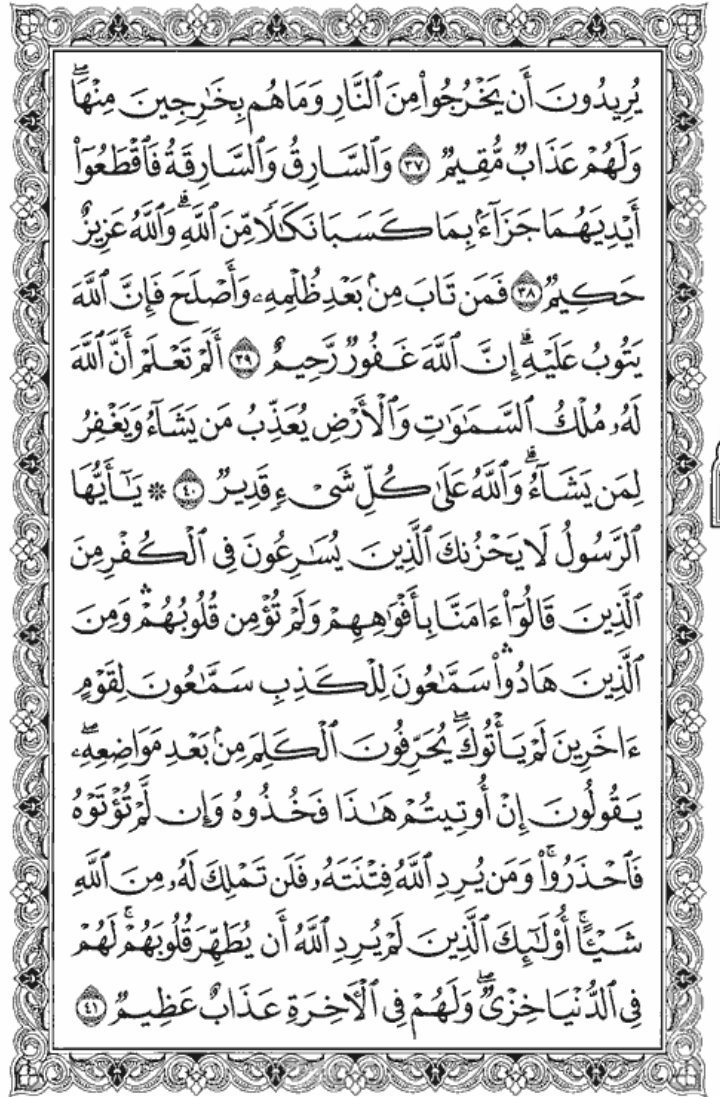 يُرِيدُونَ أَن يَخْرُجُواْ مِنَ ٱلنَّارِ وَمَا هُم بِخَٰرِجِينَ مِنْهَاۖ
وَلَهُمْ عَذَابٌ مُّقِيمٌ ٣٧ وَٱلسَّارِقُ وَٱلسَّارِقَةُ فَٱقْطَعُوٓاْ
أَيْدِيَهُمَا جَزَآءَۢ بِمَا كَسَبَا نَكَٰلًا مِّنَ ٱللَّهِۗ وَٱللَّهُ عَزِيزٌ
حَكِيمٌ ٣٨ فَمَن تَابَ مِنۢ بَعْدِ ظُلْمِهِۦ وَأَصْلَحَ فَإِنَّ ٱللَّهَ
يَتُوبُ عَلَيْهِۗ إِنَّ ٱللَّهَ غَفُورٌ رَّحِيمٌ ٣٩ أَلَمْ تَعْلَمْ أَنَّ ٱللَّهَ
لَهُۥ مُلْكُ ٱلسَّمَٰوَٰتِ وَٱلْأَرْضِ يُعَذِّبُ مَن يَشَآءُ وَيَغْفِرُ
لِمَن يَشَآءُۗ وَٱللَّهُ عَلَىٰ كُلِّ شَىْءٍ قَدِيرٌ ٤٠ ۞ يَٰٓأَيُّهَا
ٱلرَّسُولُ لَا يَحْزُنكَ ٱلَّذِينَ يُسَٰرِعُونَ فِى ٱلْكُفْرِ مِنَ
ٱلَّذِينَ قَالُوٓاْ ءَامَنَّا بِأَفْوَٰهِهِمْ وَلَمْ تُؤْمِن قُلُوبُهُمْۛ وَمِنَ
ٱلَّذِينَ هَادُواْۛ سَمَّٰعُونَ لِلْكَذِبِ سَمَّٰعُونَ لِقَوْمٍ
ءَاخَرِينَ لَمْ يَأْتُوكَۖ يُحَرِّفُونَ ٱلْكَلِمَ مِنۢ بَعْدِ مَوَاضِعِهِۦۖ
يَقُولُونَ إِنْ أُوتِيتُمْ هَٰذَا فَخُذُوهُ وَإِن لَّمْ تُؤْتَوْهُ
فَٱحْذَرُواْۚ وَمَن يُرِدِ ٱللَّهُ فِتْنَتَهُۥ فَلَن تَمْلِكَ لَهُۥ مِنَ ٱللَّهِ
شَيْـًٔاۚ أُوْلَٰٓئِكَ ٱلَّذِينَ لَمْ يُرِدِ ٱللَّهُ أَن يُطَهِّرَ قُلُوبَهُمْۚ لَهُمْ
فِى ٱلدُّنْيَا خِزْىٌۖ وَلَهُمْ فِى ٱلْءَاخِرَةِ عَذَابٌ عَظِيمٌ ٤١